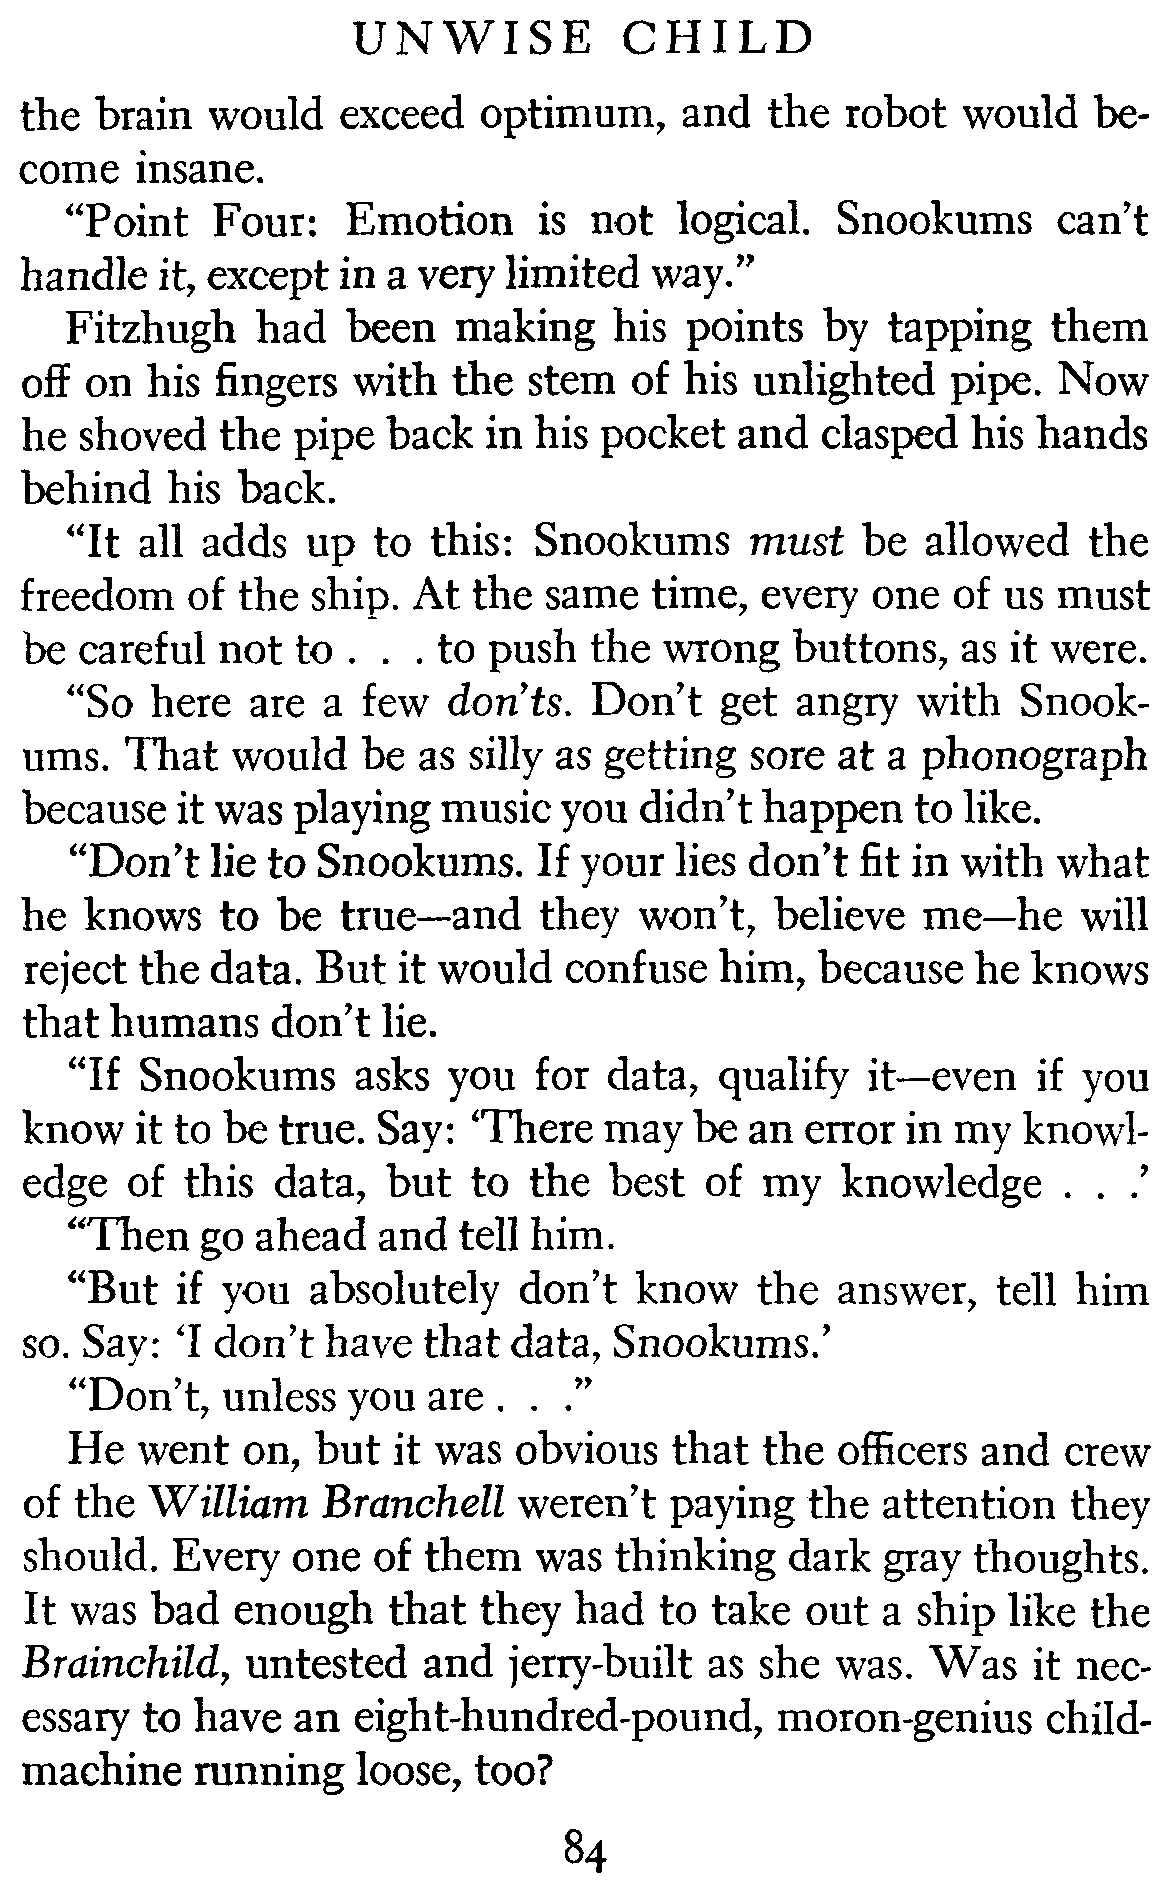 UNWISE CHILD
the brain would exceed optimum, and the robot would be-
come insane.
“Point Four: Emotion is not logical. Snookums can’t
handle it, except in a very limited way.”
Fitzhugh had been making his points by tapping them
off on his fingers with the stem of his unlighted pipe. Now
he shoved the pipe back in his pocket and clasped his hands
behind his back.
“It all adds up to this: Snookums must be allowed the
freedom of the ship. At the same time, every one of us must
be careful not to . . . to push the wrong buttons, as it were.
“So here are a few don’ts. Don’t get angry with Snook-
ums. That would be as silly as getting sore at a phonograph
because it was playing music you didn’t happen to like.
“Don’t lie to Snookums. If your lies don’t fit in with what
he knows to be true—and they won’t, believe me—he will
reject the data. But it would confuse him, because he knows
that humans don’t lie.
“If Snookums asks you for data, qualify it—even if you
know it to be true. Say: ‘There may be an error in my knowl-
edge of this data, but to the best of my knowledge . . .’
“Then go ahead and tell him.
“But if you absolutely don’t know the answer, tell him
so. Say: ‘I don’t have that data, Snookums.’
“Don’t, unless you are . . .”
He went on, but it was obvious that the officers and crew
of the William Branchell weren’t paying the attention they
should. Every one of them was thinking dark gray thoughts.
It was bad enough that they had to take out a ship like the
Brainchild, untested and jerry-built as she was. Was it nec-
essary to have an eight-hundred-pound, moron-genius child-
machine running loose, too?
84